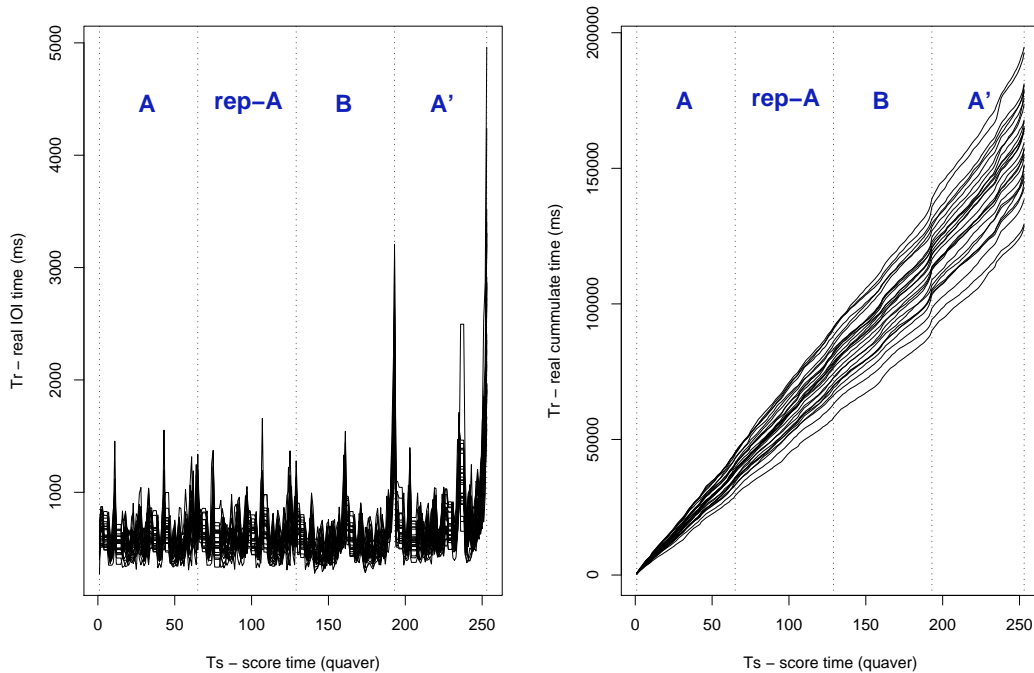 A
rep−A
B
A’
Tr − real IOI time (ms)
5000
4000
3000
2000
1000
0
50
100
150
200
250
Ts − score time (quaver)
A
rep−A
B
A’
Tr − real cummulate time (ms)
200000
150000
100000
50000
0
0
50
100
150
200
250
Ts − score time (quaver)